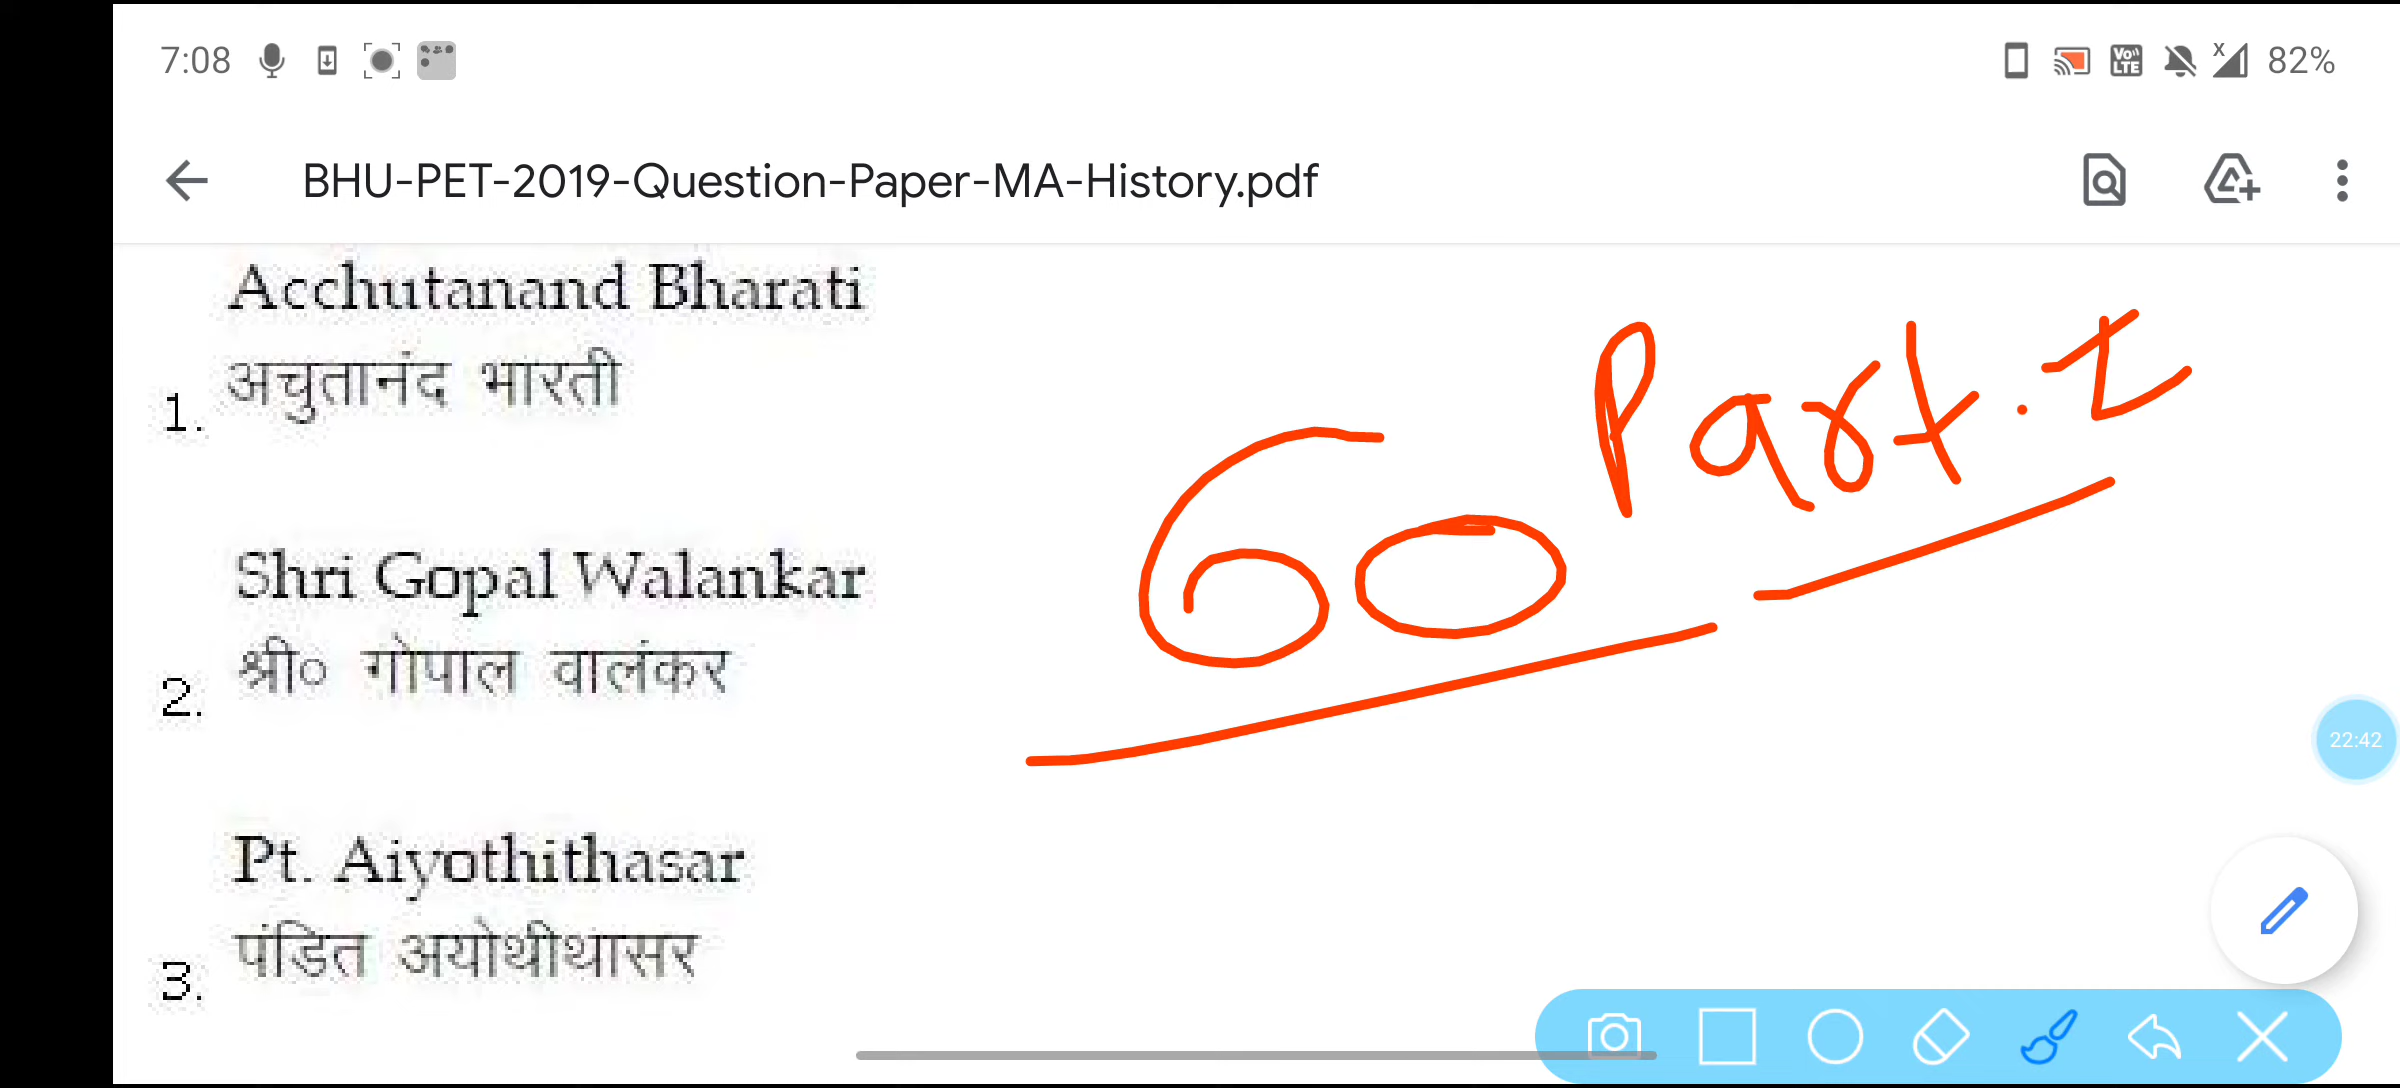 7:08
VoLTE
x
82%
BHU-PET-2019-Question-Paper-MA-History.pdf
Acchutanand Bharati
1. अचुतानंद भारती
Part.2
60
Shri Gopal Walankar
2. श्री० गोपाल वालंकर
22:42
Pt. Aiyothithasar
3. पंडित अयोथीथासर